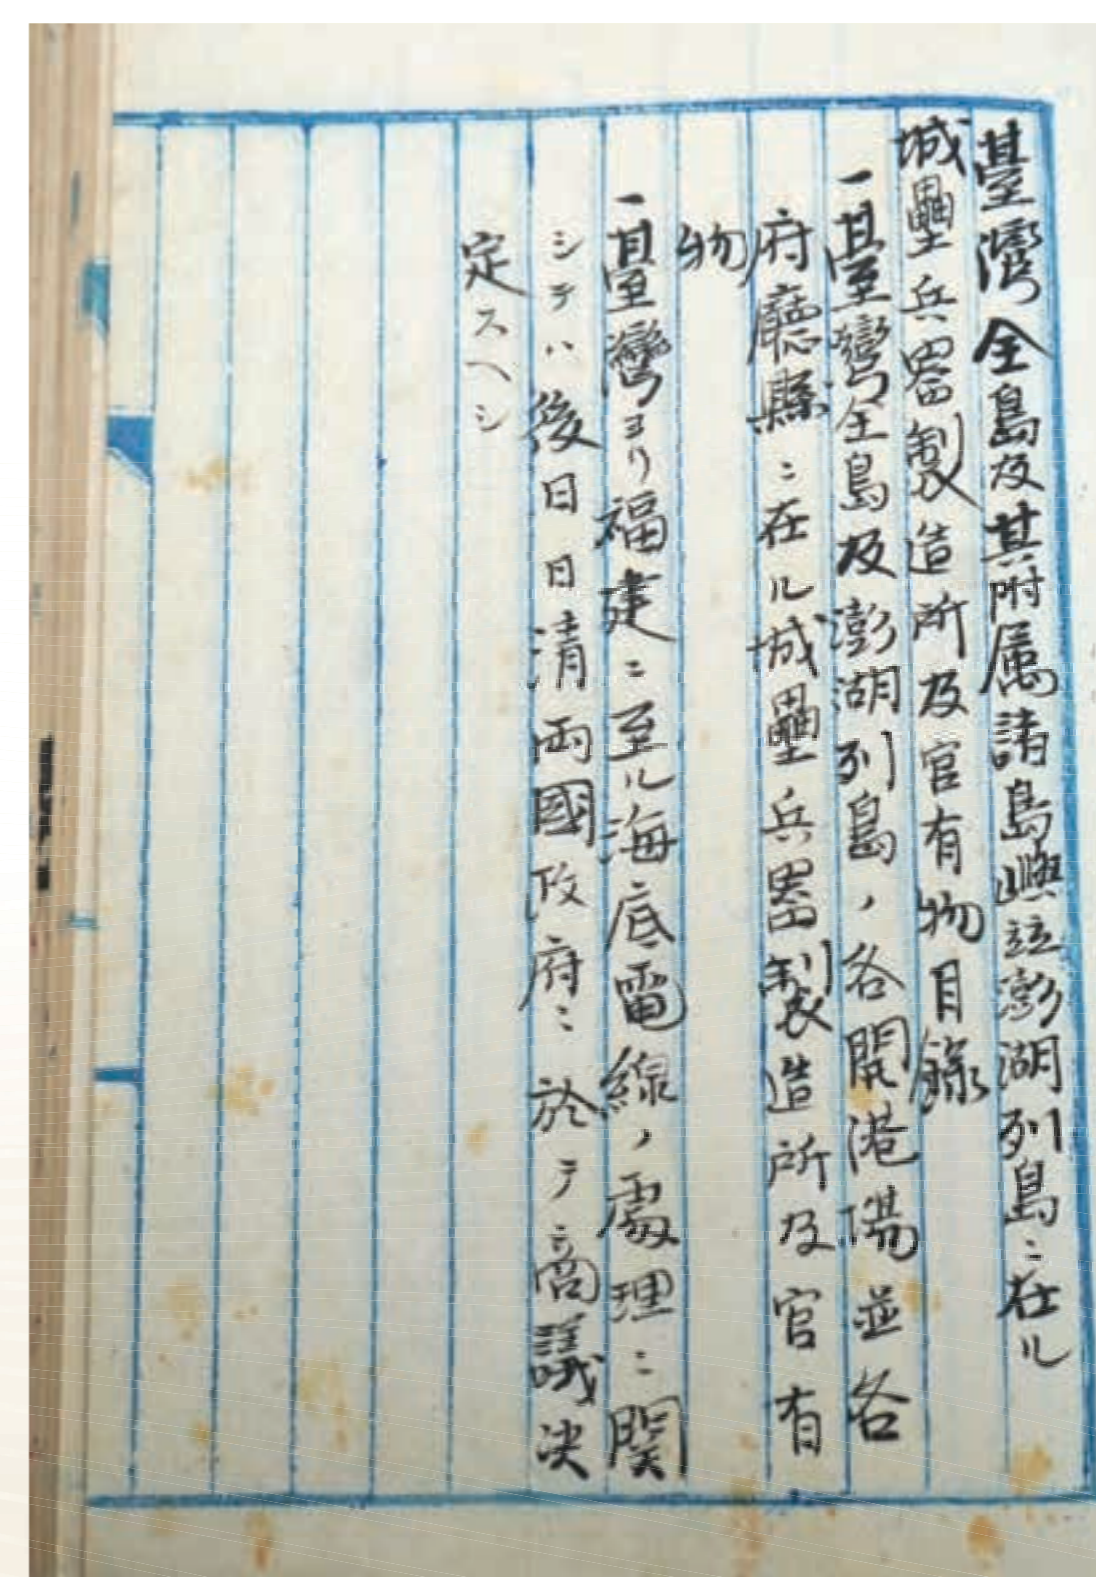 臺灣全島及其附属諸島嶼竝澎湖列島ニ在ル
城壘兵器製造所及官有物目錄
一臺灣全島及澎湖列島ノ各開港場並各
府廳縣ニ在ル城壘兵器製造所及官有
物
一臺灣ヨリ福建ニ至ル海底電線ノ處理ニ関
シテハ後日日清両國政府ニ於テ商議決
定スヘシ